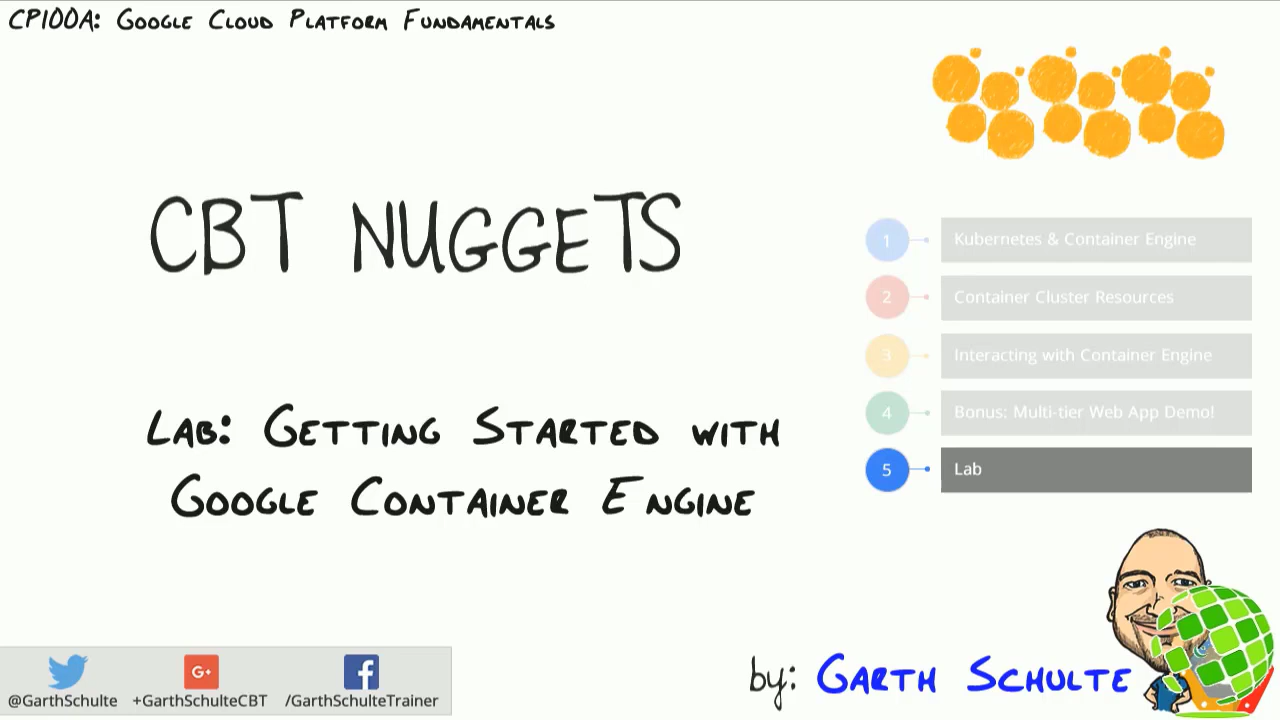 CP100A: Google Cloud Platform Fundamentals
CBT NUGGETS
Lab: Getting Started with
Google Container Engine
1 Kubernetes & Container Engine
2 Container Cluster Resources
3 Interacting with Container Engine
4 Bonus: Multi-tier Web App Demo!
5 Lab
by: Garth Schulte
@GarthSchulte +GarthSchulteCBT /GarthSchulteTrainer